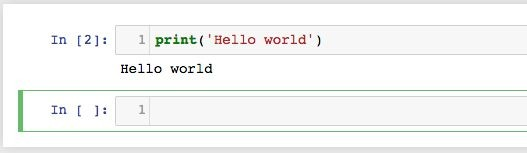 In [2]: 1 print('Hello world')
Hello world
In [ ]: 1